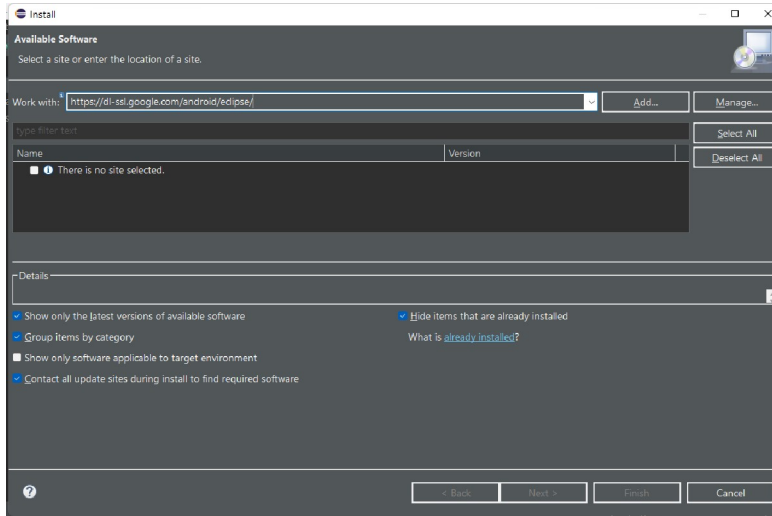 Install
Available Software
Select a site or enter the location of a site.
Work with: https://dl-ssl.google.com/android/edipse/ Add... Manage...
type filter text Select All
Name Version Deselect All
There is no site selected.
Details
Show only the latest versions of available software Hide items that are already installed
Group items by category What is already installed?
Show only software applicable to target environment
Contact all update sites during install to find required software
? < Back Next > Finish Cancel